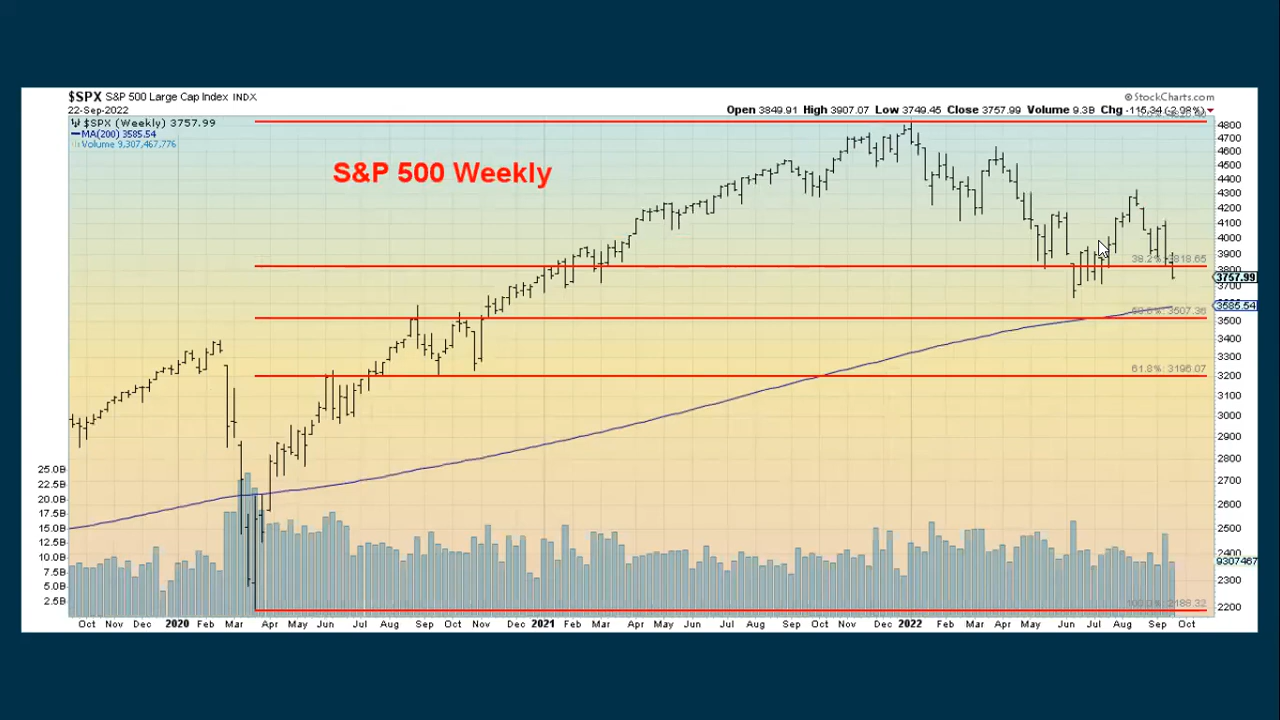 $SPX S&P 500 Large Cap Index INDX
© StockCharts.com
22-Sep-2022
Open 3849.91 High 3907.07 Low 3749.45 Close 3757.99 Volume 9.3B Chg -115.34 (-2.98%)
$SPX (Weekly) 3757.99
MA(200) 3585.54
Volume 9,307,467,776
S&P 500 Weekly
4800
4700
4600
4500
4400
4300
4200
4100
4000
3900
38.2%: 3818.65
3800
3757.99
3700
3585.54
3507.36
3500
3400
3300
61.8%: 3196.07
3200
3100
3000
2900
2800
2700
2600
2500
2400
9307467
2300
100.0%: 2188.32
2200
25.0B
22.5B
20.0B
17.5B
15.0B
12.5B
10.0B
7.5B
5.0B
2.5B
Oct Nov Dec 2020 Feb Mar Apr May Jun Jul Aug Sep Oct Nov Dec 2021 Feb Mar Apr May Jun Jul Aug Sep Oct Nov Dec 2022 Feb Mar Apr May Jun Jul Aug Sep Oct